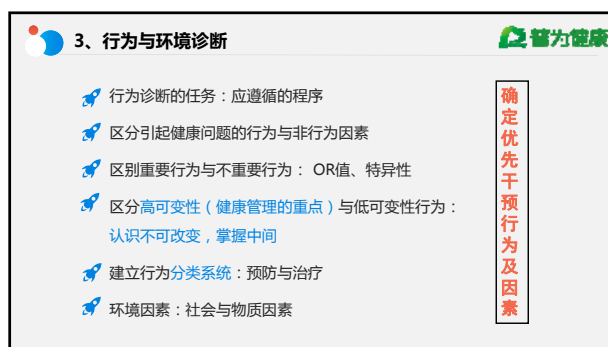 3、行为与环境诊断
普为健康
行为诊断的任务：应遵循的程序
区分引起健康问题的行为与非行为因素
区别重要行为与不重要行为： OR值、特异性
区分高可变性（健康管理的重点）与低可变性行为：
认识不可改变，掌握中间
建立行为分类系统：预防与治疗
环境因素：社会与物质因素
确定优先干预行为及因素